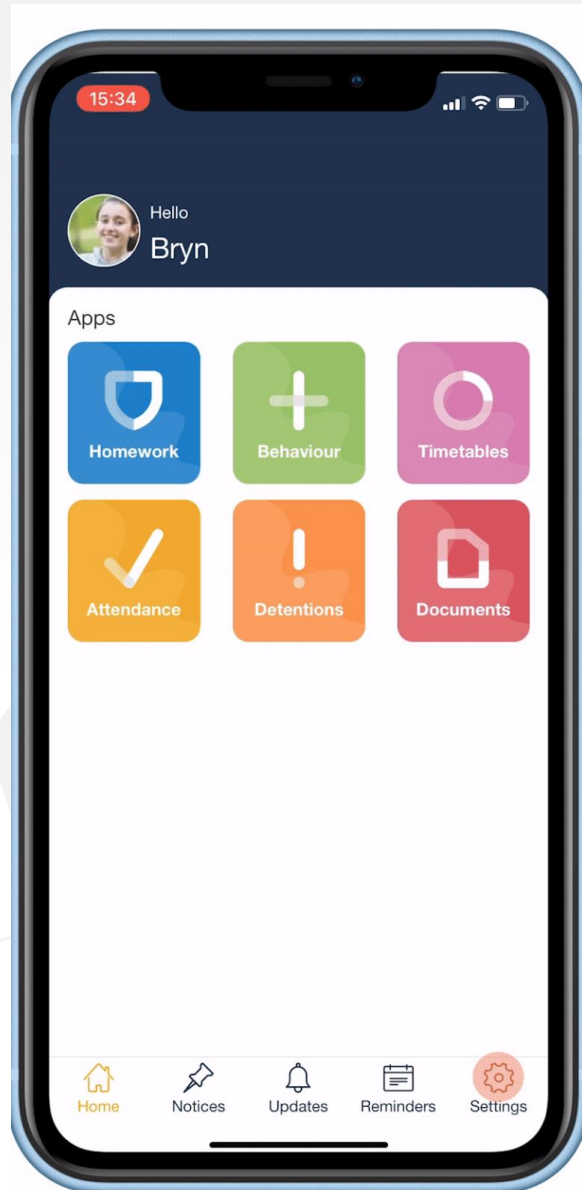 15:34
Hello
Bryn
Apps
Homework
Behaviour
Timetables
Attendance
Detentions
Documents
Home
Notices
Updates
Reminders
Settings